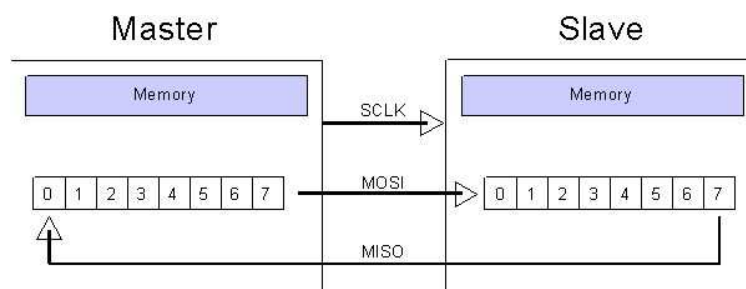 Master Slave
Memory Memory
SCLK
MOSI
0 1 2 3 4 5 6 7 0 1 2 3 4 5 6 7
MISO